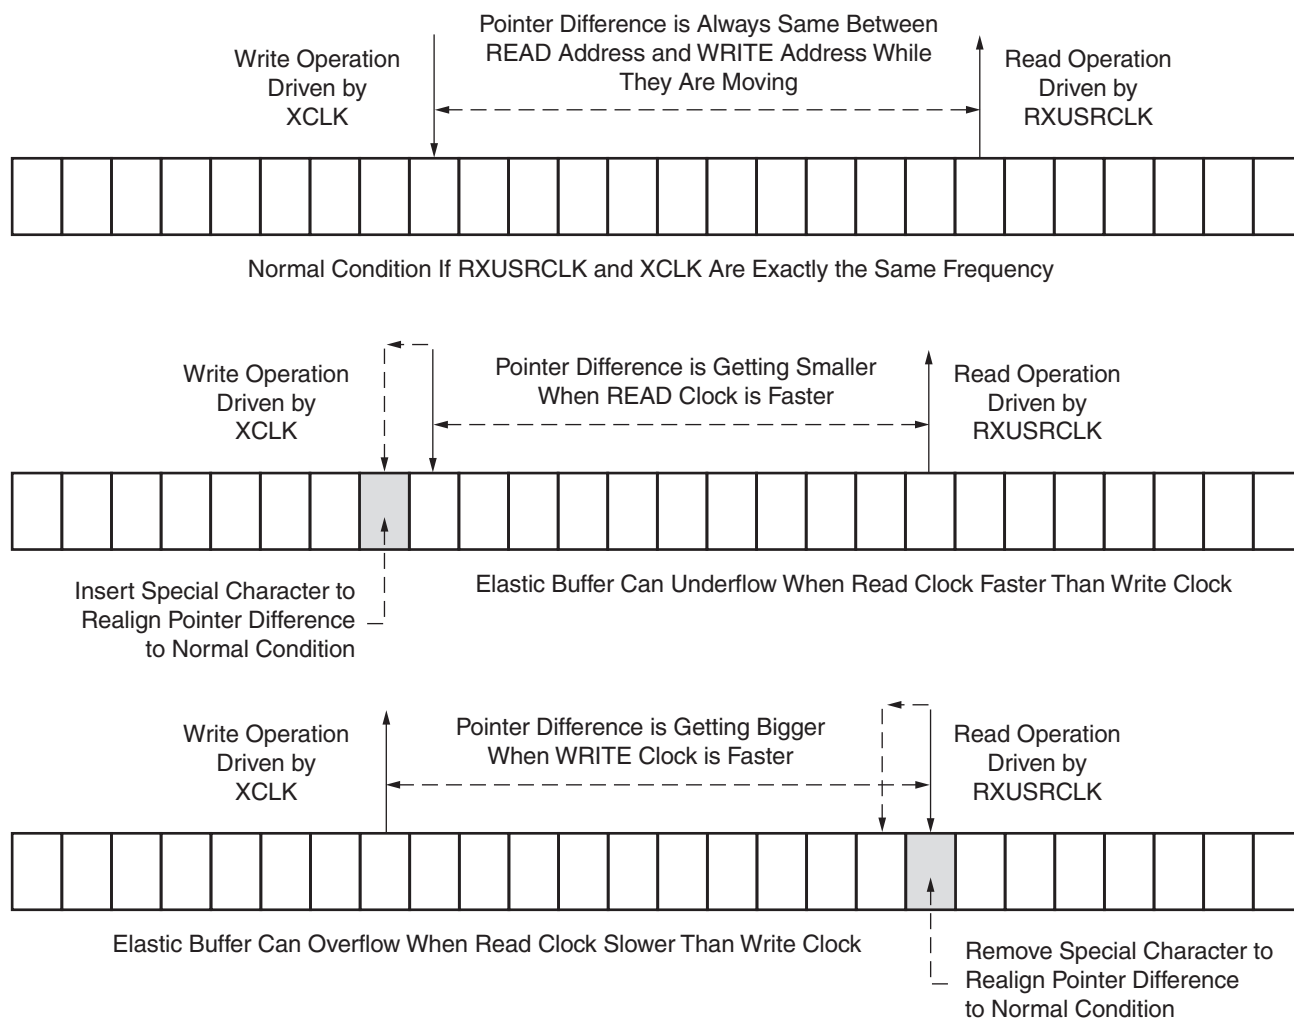 Write Operation
Driven by
XCLK
Pointer Difference is Always Same Between
READ Address and WRITE Address While
They Are Moving
Read Operation
Driven by
RXUSRCLK
Normal Condition If RXUSRCLK and XCLK Are Exactly the Same Frequency
Write Operation
Driven by
XCLK
Pointer Difference is Getting Smaller
When READ Clock is Faster
Read Operation
Driven by
RXUSRCLK
Insert Special Character to
Realign Pointer Difference
to Normal Condition
Elastic Buffer Can Underflow When Read Clock Faster Than Write Clock
Write Operation
Driven by
XCLK
Pointer Difference is Getting Bigger
When WRITE Clock is Faster
Read Operation
Driven by
RXUSRCLK
Elastic Buffer Can Overflow When Read Clock Slower Than Write Clock
Remove Special Character to
Realign Pointer Difference
to Normal Condition